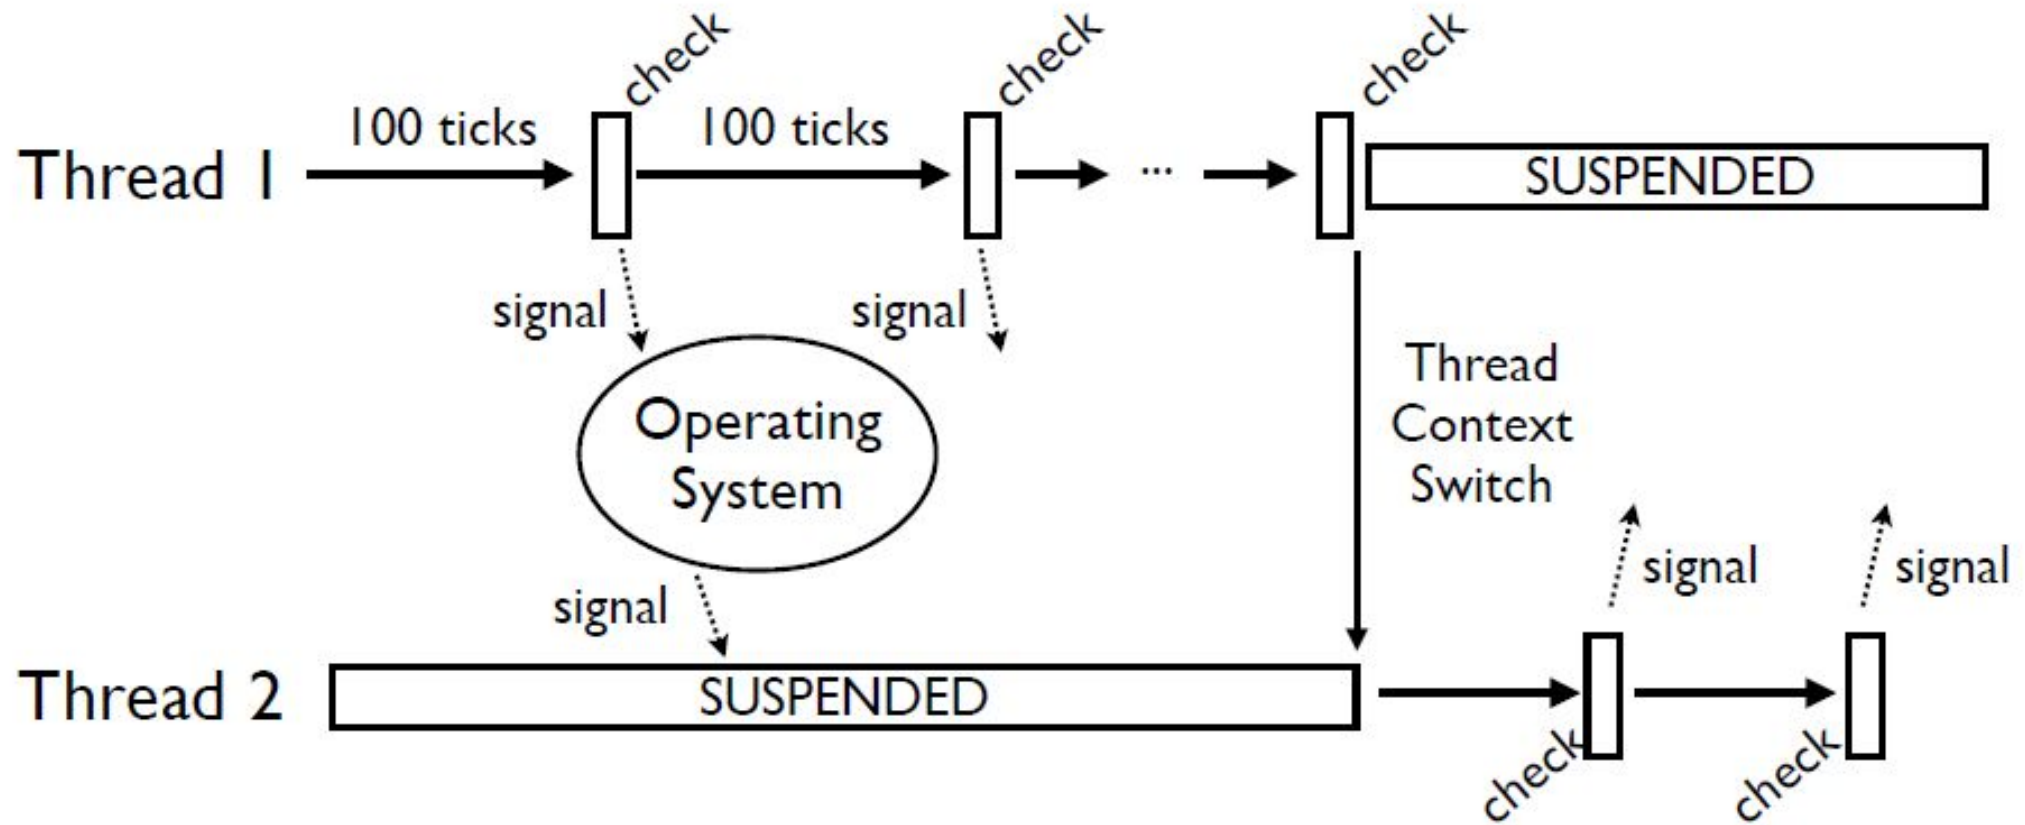 check
check
check
100 ticks
100 ticks
Thread 1
...
SUSPENDED
signal
signal
Operating
System
Thread
Context
Switch
signal
signal
signal
Thread 2
SUSPENDED
check
check